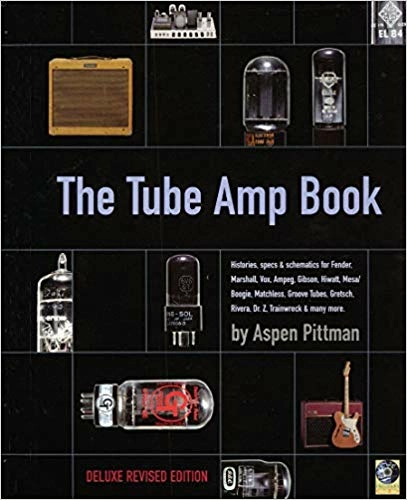 EL 84
The Tube Amp Book
Histories, specs & schematics for Fender,
Marshall, Vox, Ampeg, Gibson, Hiwatt, Mesa/
Boogie, Matchless, Groove Tubes, Gretsch,
Rivera, Dr. Z, Trainwreck & many more.
by Aspen Pittman
DELUXE REVISED EDITION